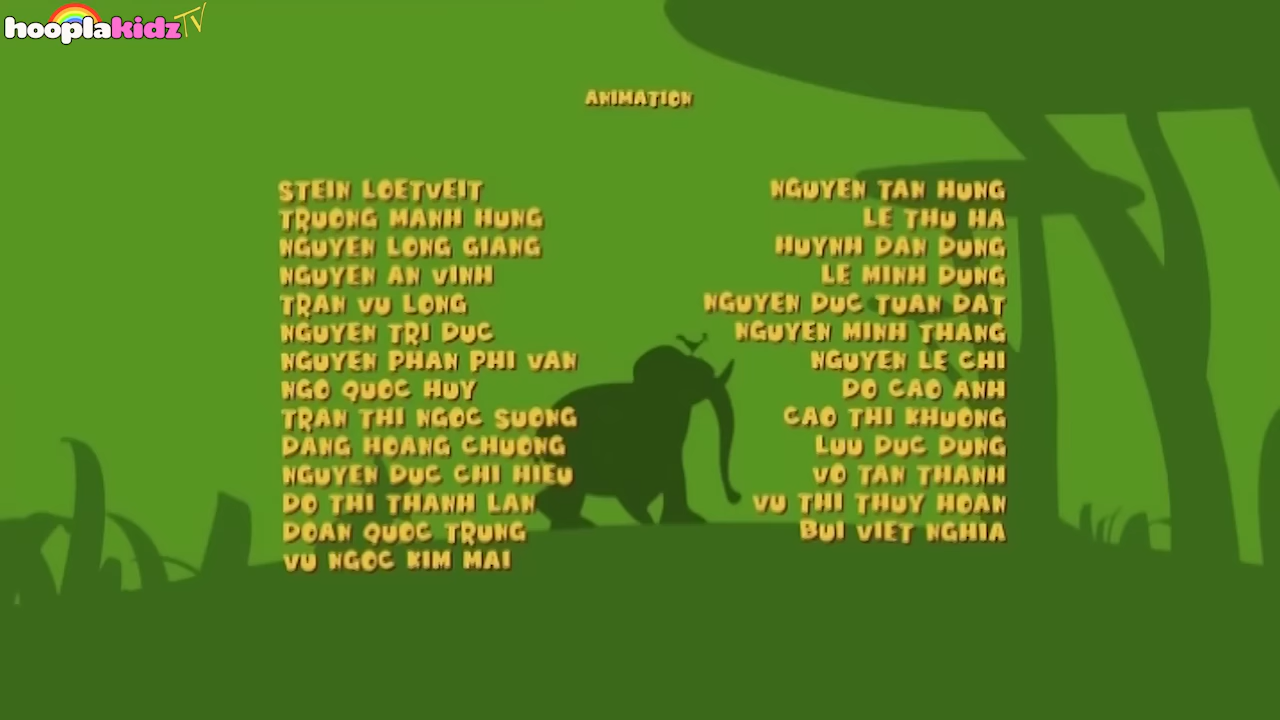 hooplakidz TV
ANIMATION
STEIN LOETVEIT
TRUONG MANH HUNG
NGUYEN LONG GIANG
NGUYEN AN VINH
TRAN VU LONG
NGUYEN TRI DUC
NGUYEN PHAN PHI VAN
NGO QUOC HUY
TRAN THI NGOC SUONG
DANG HOANG CHUONG
NGUYEN DUC CHI HIEU
DO THI THANH LAN
DOAN QUOC TRUNG
VU NGOC KIM MAI
NGUYEN TAN HUNG
LE THU HA
HUYNH DAN DUNG
LE MINH DUNG
NGUYEN DUC TUAN DAT
NGUYEN MINH THANG
NGUYEN LE CHI
DO CAO ANH
CAO THI KHUONG
LUU DUC DUNG
VO TAN THANH
VU THI THUY HOAN
BUI VIET NGHIA